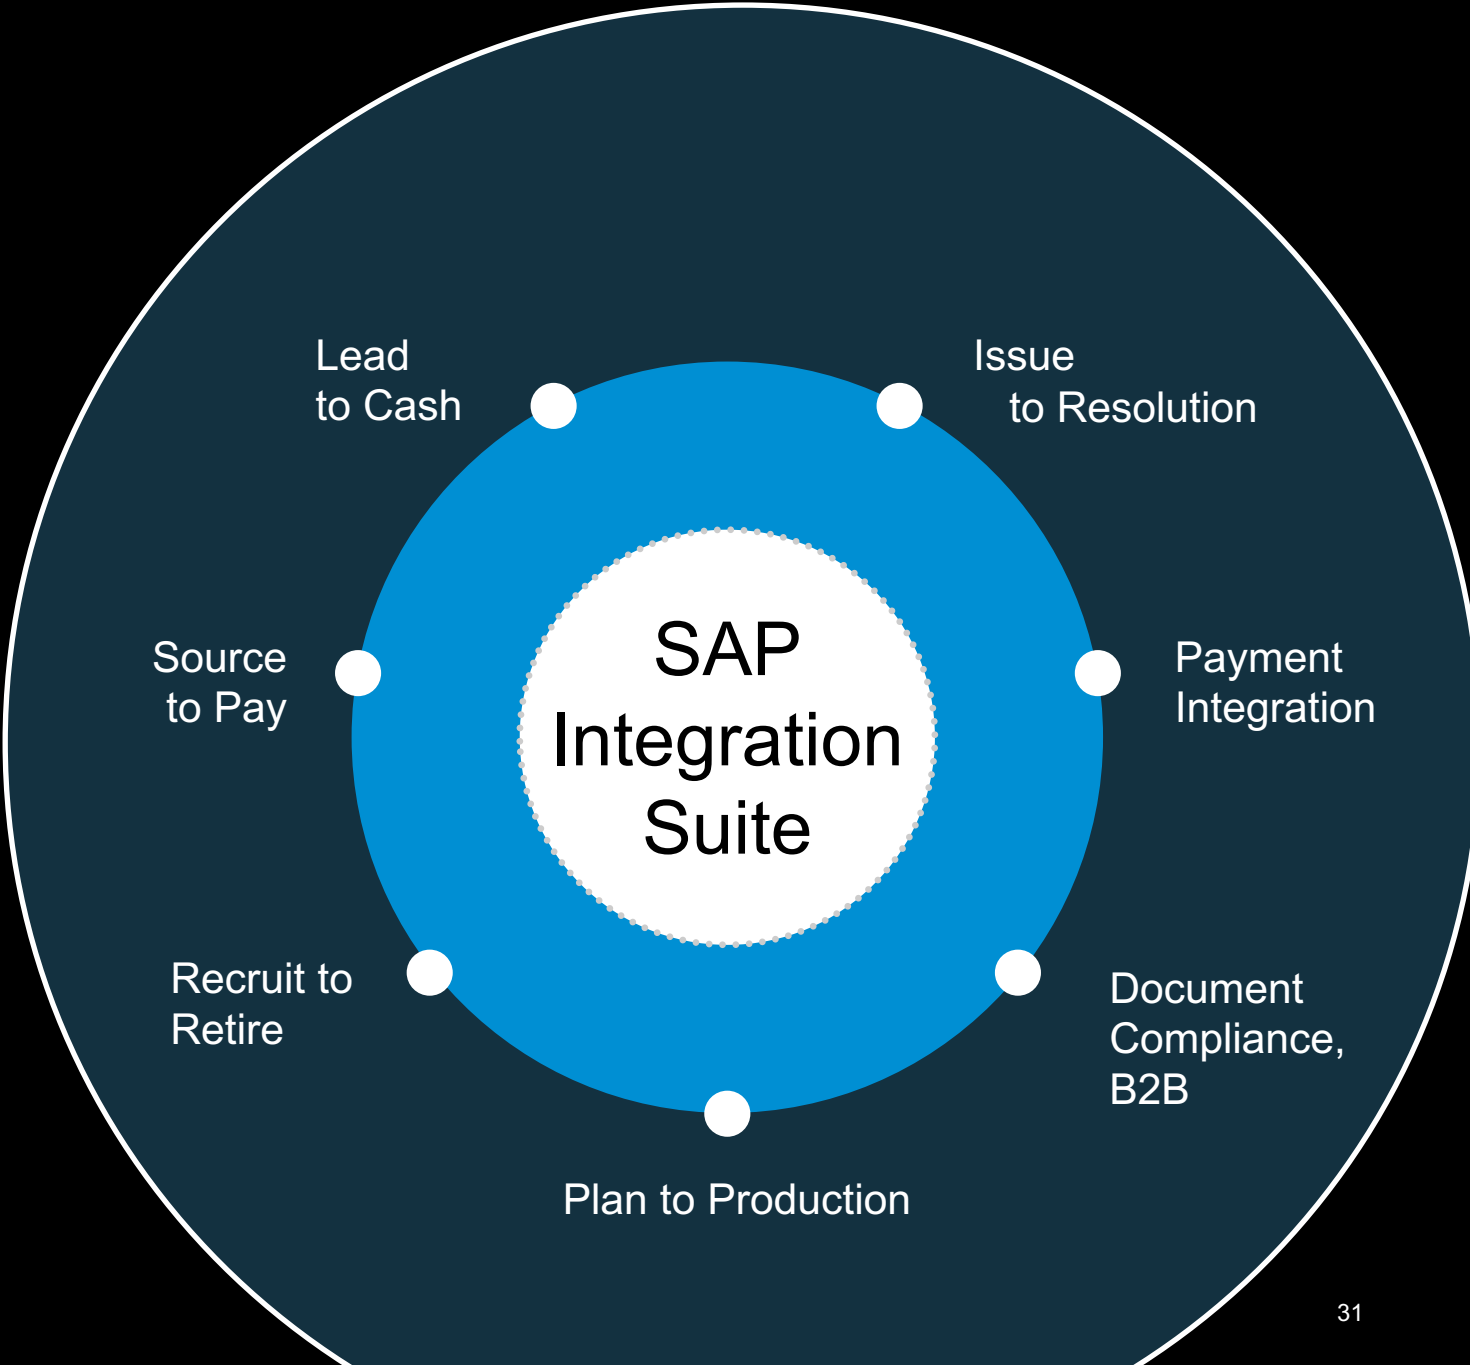 Lead
to Cash
Issue
to Resolution
Source
to Pay
SAP
Integration
Suite
Payment
Integration
Recruit to
Retire
Document
Compliance,
B2B
Plan to Production
31